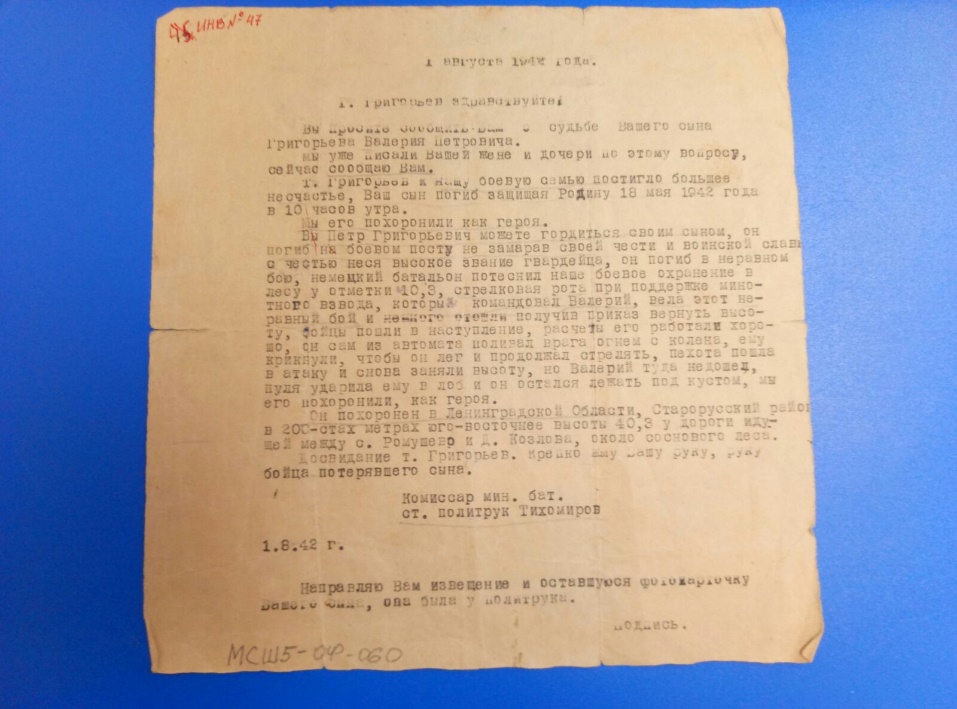 ИНВ № 47
1 августа 1942 года.
Т. Григорьев здравствуйте!
Вы просите сообщить Вам о судьбе Вашего сына
Григорьева Валерия Петровича.
Мы уже писали Вашей жене и дочери по этому вопросу,
сейчас сообщаю Вам.
Т. Григорьев к нашу боевую семью постигло большее
несчастье, Ваш сын погиб защищая Родину 18 мая 1942 года
в 10 часов утра.
Мы его похоронили как героя.
Вы Петр Григорьевич можете гордиться своим сыном, он
погиб на боевом посту не замарав своей чести и воинской славы
с честью неся высокое звание гвардейца, он погиб в неравном
бою, немецкий батальон потеснил наше боевое охранение в
лесу у отметки 40,3, стрелковая рота при поддержке мино-
тного взвода, который командовал Валерий, вела этот не-
равный бой и немного отошли получив приказ вернуть высо-
ту, бойцы пошли в наступление, расчеты его работали хоро-
шо, он сам из автомата поливал врага огнем с колена, ему
крикнули, чтобы он лег и продолжал стрелять, пехота пошла
в атаку и снова заняли высоту, но Валерий туда недошел,
пуля ударила ему в лоб и он остался лежать под кустом, мы
его похоронили, как героя.
Он похоронен в Ленинградской Области, Старорусский район
в 200-стах метрах юго-восточнее высоты 40,3 у дороги иду-
щей между с. Ромушево и д. Козлова, около соснового леса.
Досвидание т. Григорьев. Крепко жму Вашу руку, руку
бойца потерявшего сына.
Комиссар мин. бат.
ст. политрук Тихомиров
1.8.42 г.
Направляю Вам извещение и оставшуюся фотокарточку
Вашего сына, она была у политрука.
подпись.
МСШ5-ОФ-060